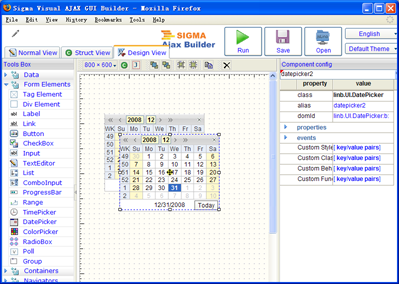 Sigma Visual AJAX GUI Builder - Mozilla Firefox
File Edit View History Bookmarks Tools Help
SIGMA
Ajax Builder
Run
Save
Open
English
Default Theme
Normal View
Struct View
Design View
Tools Box
800 × 600
Component config
datepicker2
property value
class linb.UI.DatePicker
alias datepicker2
domId linb.UI.DatePicker:b:
properties
events
Custom Style [key/value pairs]
Custom Clas [key/value pairs]
Custom Beh [key/value pairs]
Custom Func [key/value pairs]
Data
Form Elements
Tag Element
Div Element
Label
Link
Button
CheckBox
Input
TextEditor
List
ComboInput
ProgressBar
Range
TimePicker
DatePicker
ColorPicker
RadioBox
Poll
Group
Containers
Navigators
2008 12
WK Su Mo Tu We Th Fr Sa
49
50
51
52
1
2
2008 12
WK Su Mo Tu We Th Fr Sa
49 30 1 2 3 4 5 6
50 7 8 9 10 11 12 13
51 14 15 16 17 18 19 20
52 21 22 23 24 25 26 27
1 28 29 30 31 1 2 3
2 4 5 6 7 8 9 10
12/31/2008 Today